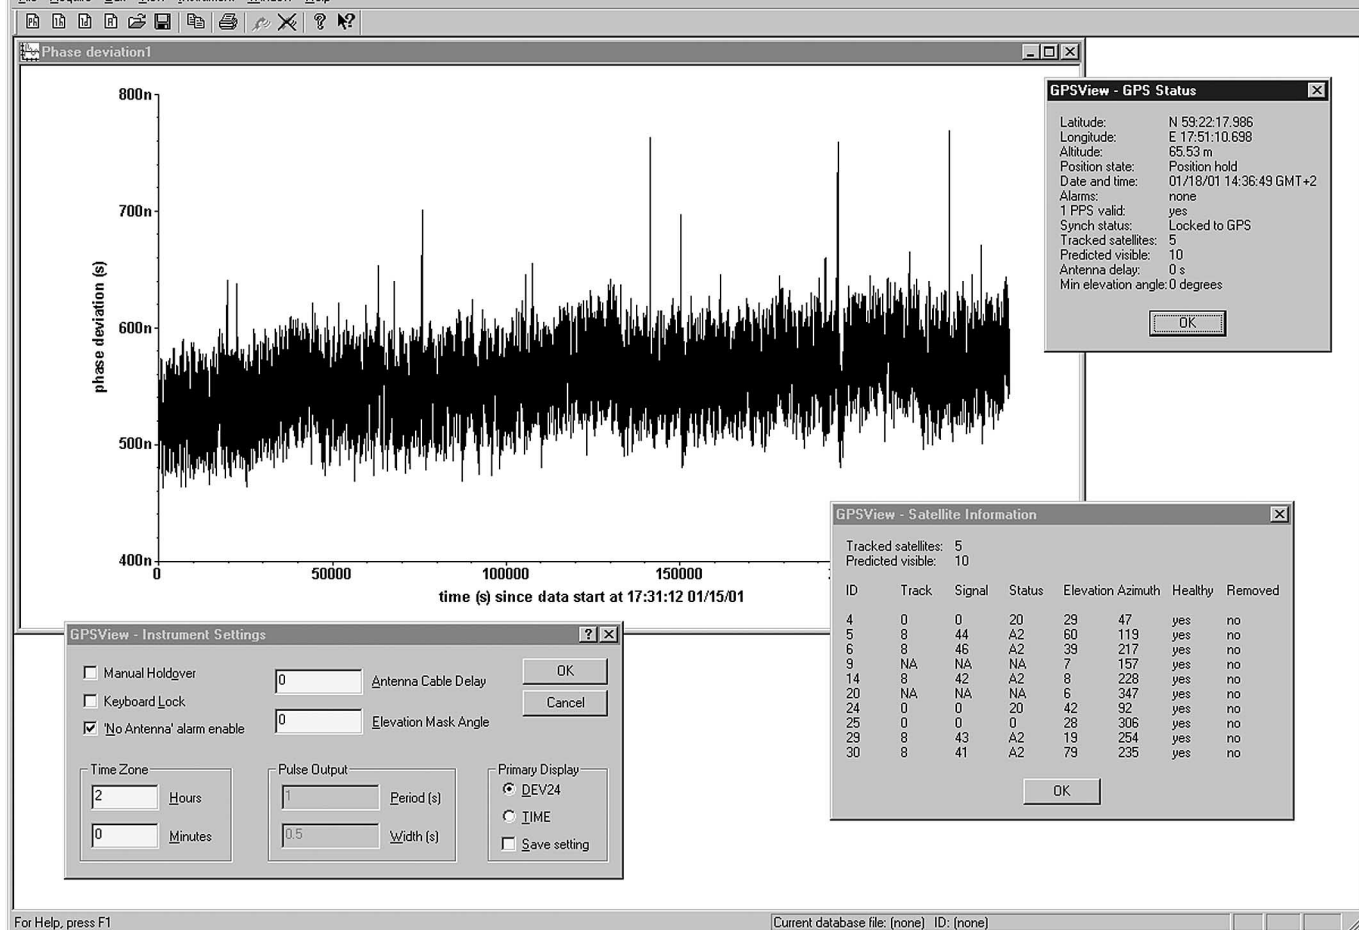 File Acquire Edit View Instrument Window Help
Ph Th Td R
Phase deviation1
800n
700n
600n
500n
400n
phase deviation (s)
0 50000 100000 150000
time (s) since data start at 17:31:12 01/15/01
GPSView - GPS Status
Latitude: N 59:22:17.986
Longitude: E 17:51:10.698
Altitude: 65.53 m
Position state: Position hold
Date and time: 01/18/01 14:36:49 GMT+2
Alarms: none
1 PPS valid: yes
Synch status: Locked to GPS
Tracked satellites: 5
Predicted visible: 10
Antenna delay: 0 s
Min elevation angle: 0 degrees
OK
GPSView - Satellite Information
Tracked satellites: 5
Predicted visible: 10
ID Track Signal Status Elevation Azimuth Healthy Removed
4 0 0 20 29 47 yes no
5 8 44 A2 60 119 yes no
6 8 46 A2 39 217 yes no
9 NA NA NA 7 157 yes no
14 8 42 A2 8 228 yes no
20 NA NA NA 6 347 yes no
24 0 0 20 42 92 yes no
25 0 0 0 28 306 yes no
29 8 43 A2 19 254 yes no
30 8 41 A2 79 235 yes no
OK
GPSView - Instrument Settings
Manual Holdover
Keyboard Lock
'No Antenna' alarm enable
0 Antenna Cable Delay
0 Elevation Mask Angle
OK
Cancel
Time Zone
2 Hours
0 Minutes
Pulse Output
1 Period (s)
0.5 Width (s)
Primary Display
DEV24
TIME
Save setting
For Help, press F1
Current database file: (none) ID: (none)